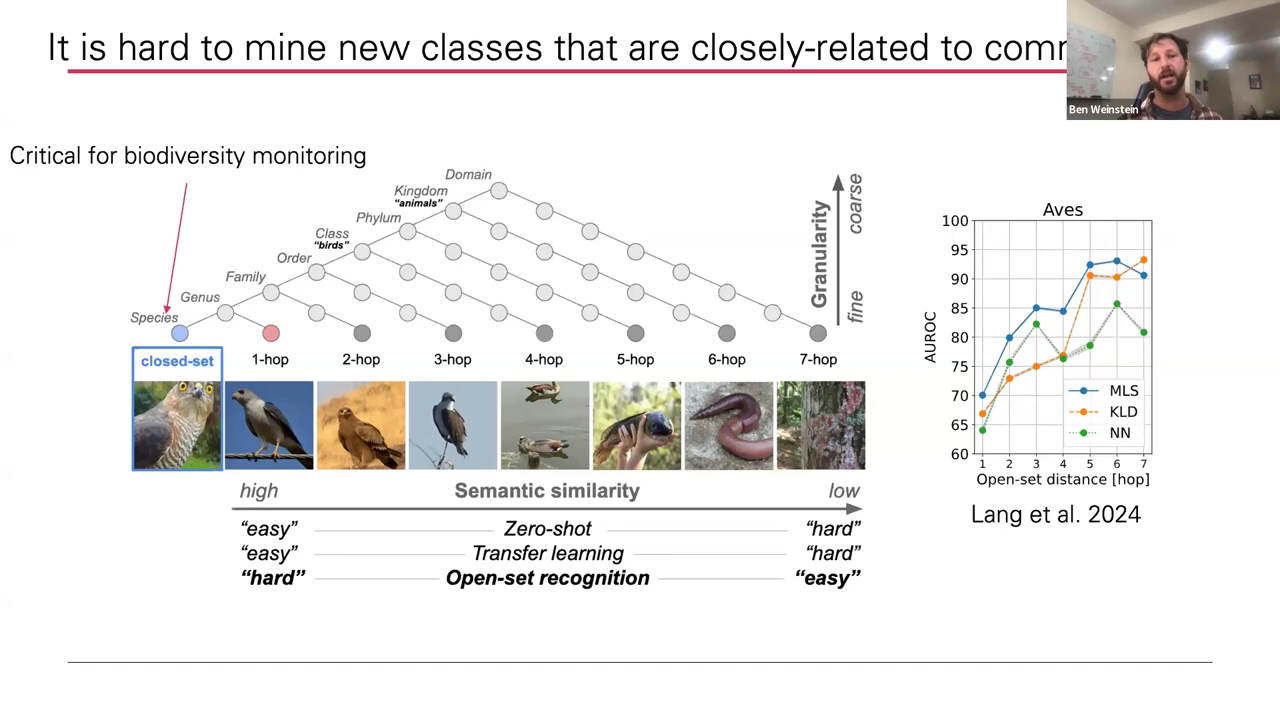 It is hard to mine new classes that are closely-related to com
Ben Weinstein
Critical for biodiversity monitoring
Domain
Kingdom
"animals"
Phylum
Class
"birds"
Order
Family
Genus
Species
Granularity
fine
coarse
closed-set
1-hop
2-hop
3-hop
4-hop
5-hop
6-hop
7-hop
high
Semantic similarity
low
"easy"
Zero-shot
"hard"
"easy"
Transfer learning
"hard"
"hard"
Open-set recognition
"easy"
Aves
AUROC
100
95
90
85
80
75
70
65
60
MLS
KLD
NN
1 2 3 4 5 6 7
Open-set distance [hop]
Lang et al. 2024